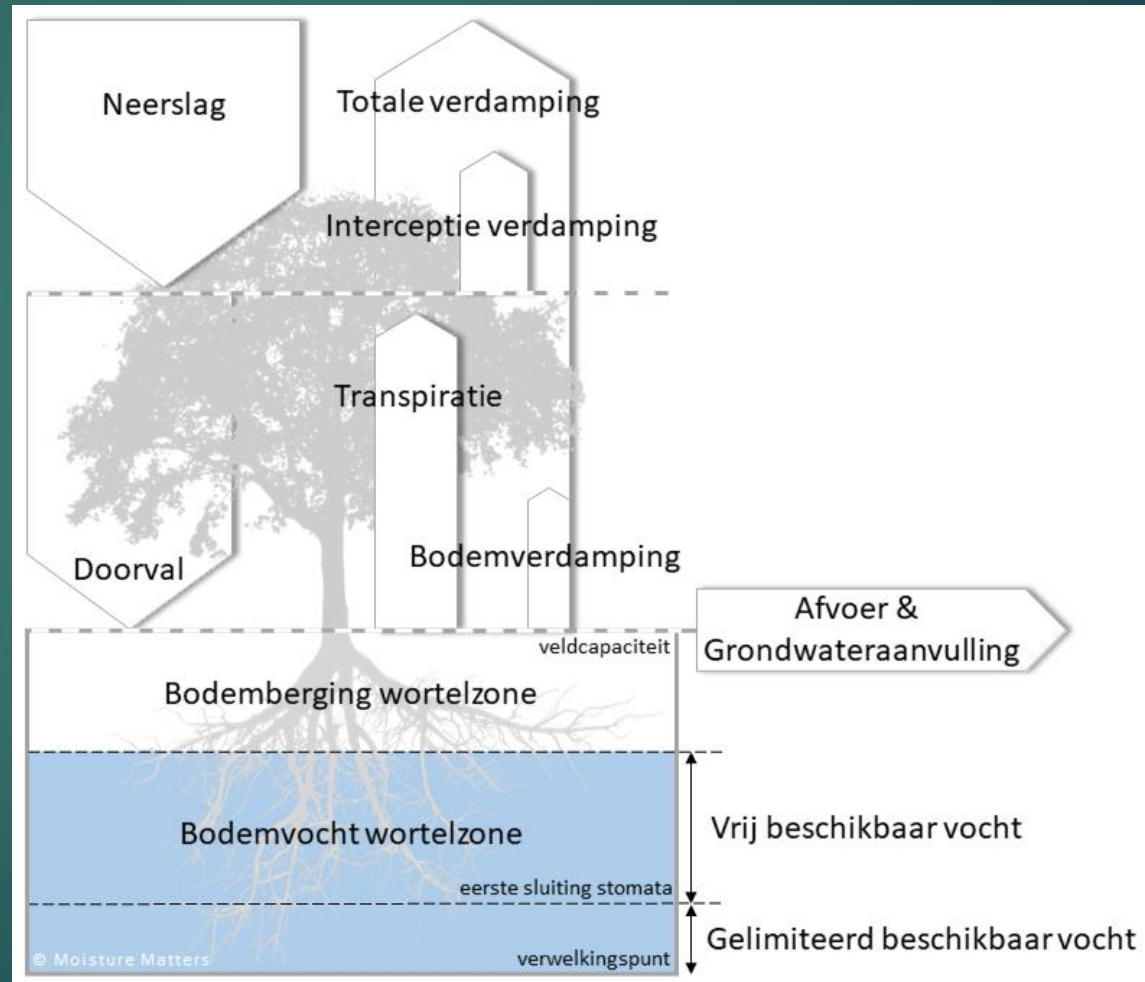 Neerslag
Totale verdamping
Interceptie verdamping
Transpiratie
Doorval
Bodemverdamping
Afvoer &
Grondwateraanvulling
veldcapaciteit
Bodemberging wortelzone
Bodemvocht wortelzone
Vrij beschikbaar vocht
eerste sluiting stomata
Gelimiteerd beschikbaar vocht
© Moisture Matters
verwelkingspunt